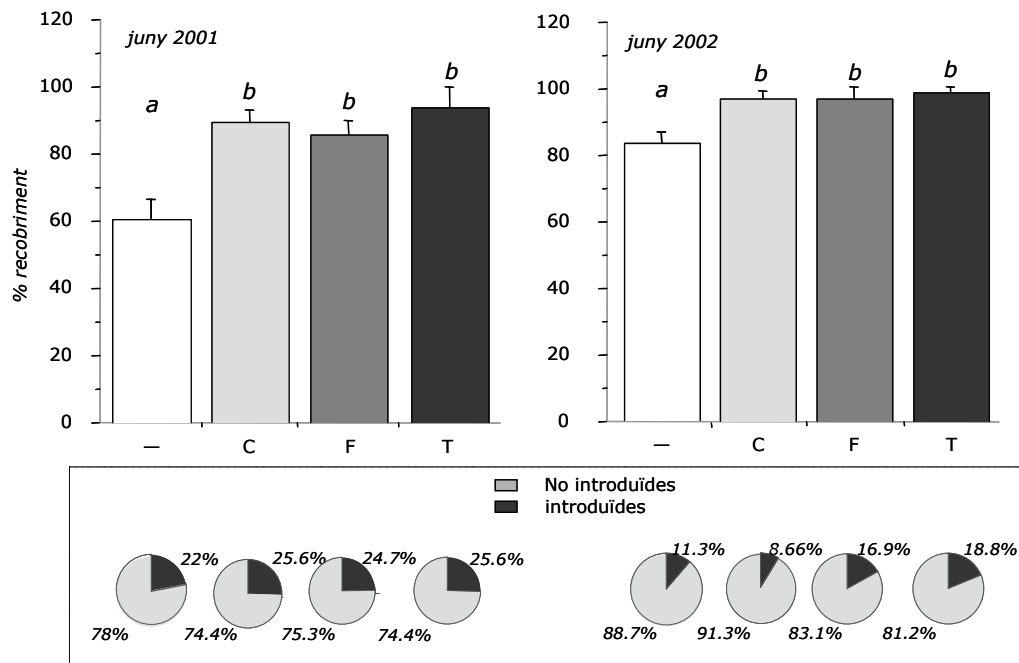 120
juny 2001
a
b
b
b
100
80
60
40
20
0
% recobriment
—
C
F
T
120
juny 2002
a
b
b
b
100
80
60
40
20
0
—
C
F
T
No introduïdes
introduïdes
22%
25.6%
24.7%
25.6%
78%
74.4%
75.3%
74.4%
11.3%
8.66%
16.9%
18.8%
88.7%
91.3%
83.1%
81.2%